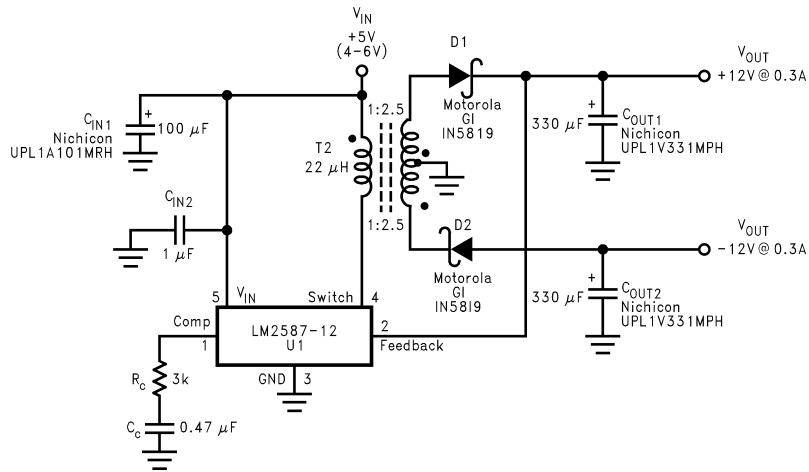 V_IN
+5V
(4-6V)
D1
V_OUT
+12V @ 0.3A
C_IN1
Nichicon
UPL1A101MRH
+
100 µF
T2
22 µH
1:2.5
Motorola
GI
IN5819
330 µF
+
C_OUT1
Nichicon
UPL1V331MPH
C_IN2
1 µF
1:2.5
D2
Motorola
GI
IN5819
V_OUT
-12V @ 0.3A
330 µF
+
C_OUT2
Nichicon
UPL1V331MPH
5
V_IN
Switch
4
Comp
1
LM2587-12
U1
2
Feedback
GND
3
R_c
3k
C_c
0.47 µF